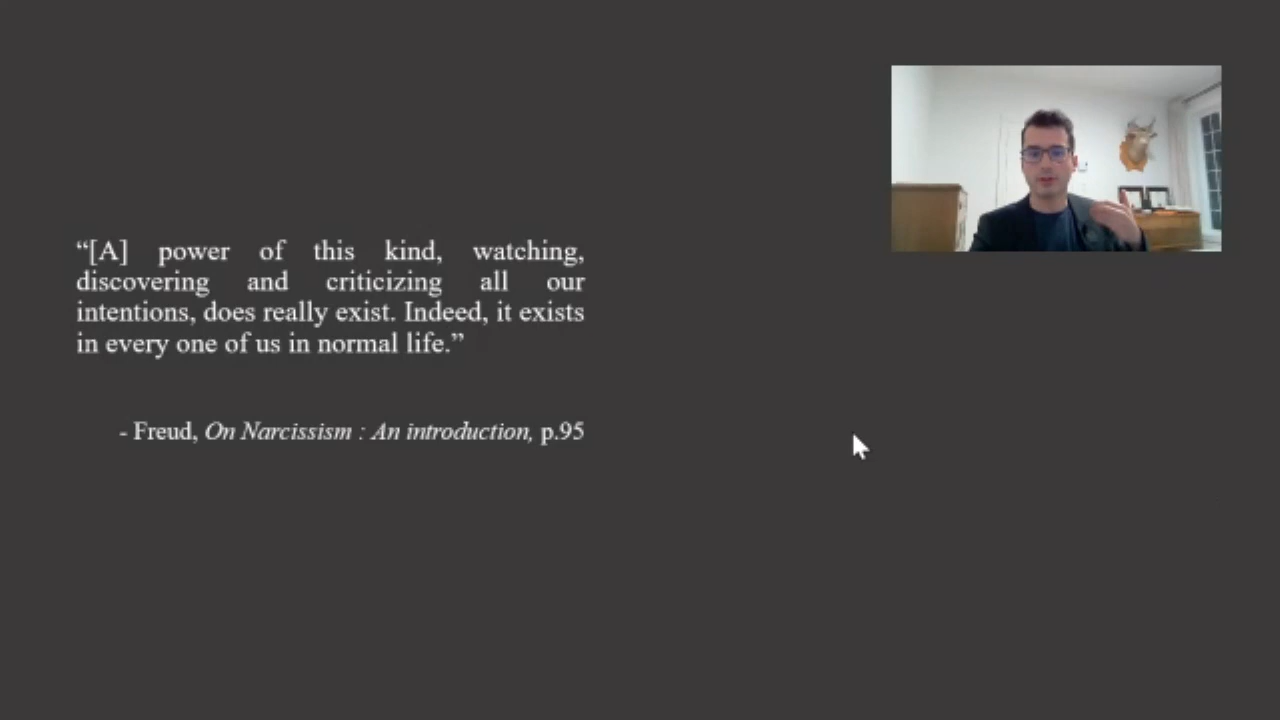 “[A] power of this kind, watching,
discovering and criticizing all our
intentions, does really exist. Indeed, it exists
in every one of us in normal life.”
- Freud, On Narcissism : An introduction, p.95